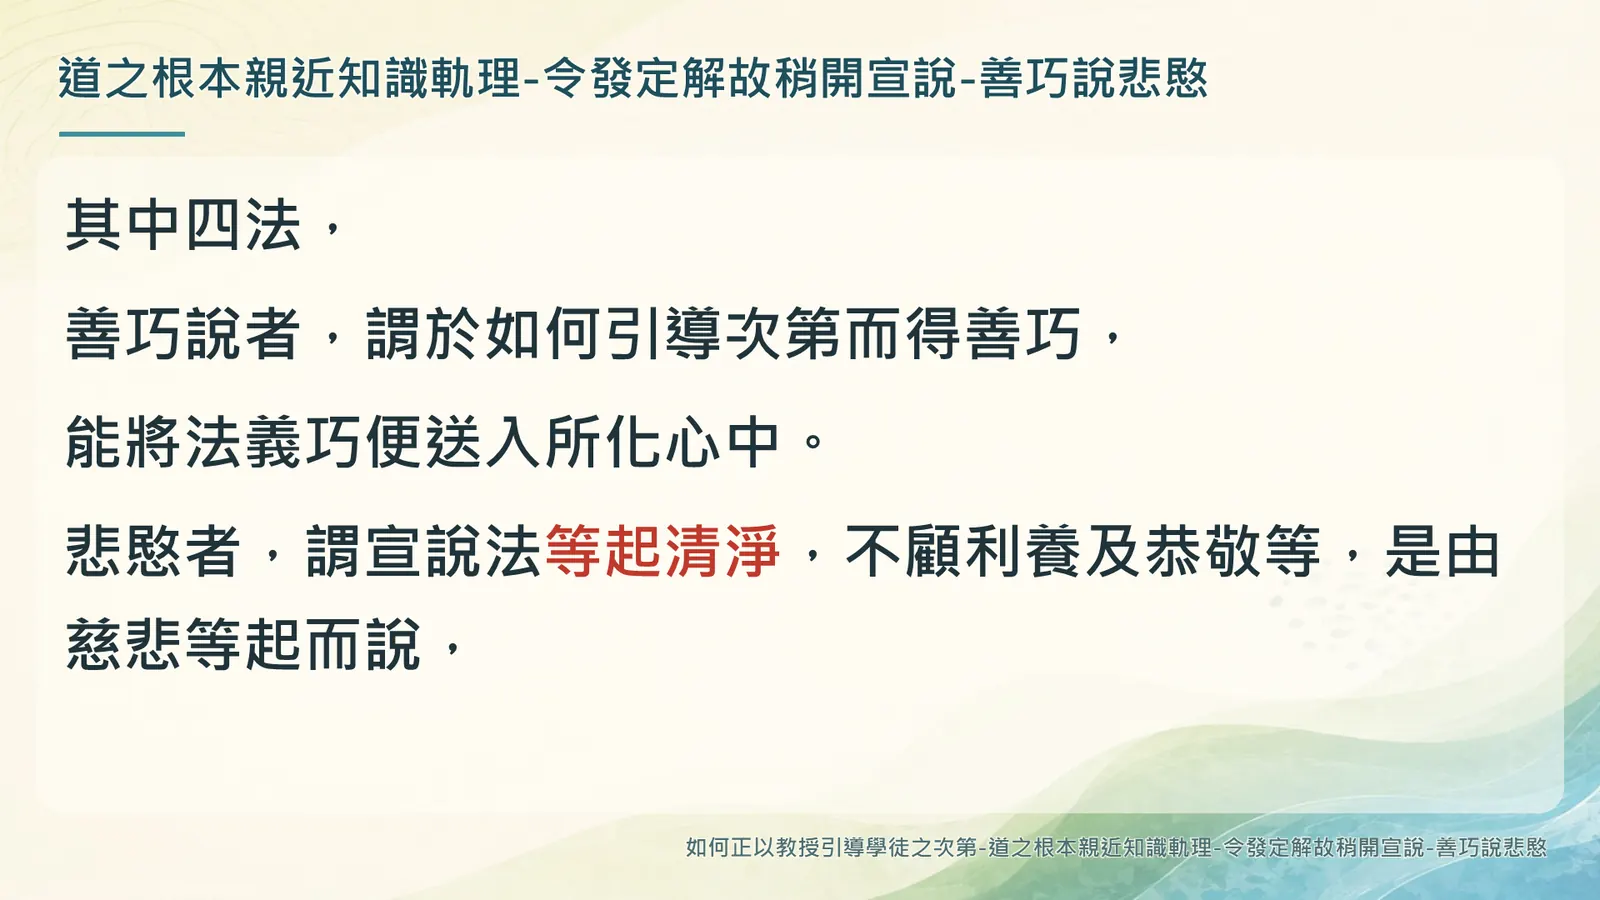 道之根本親近知識軌理-令發定解故稍開宣說-善巧說悲愍
其中四法，
善巧說者，謂於如何引導次第而得善巧，
能將法義巧便送入所化心中。
悲愍者，謂宣說法等起清淨，不顧利養及恭敬等，是由
慈悲等起而說，
如何正以教授引導學徒之次第-道之根本親近知識軌理-令發定解故稍開宣說-善巧說悲愍